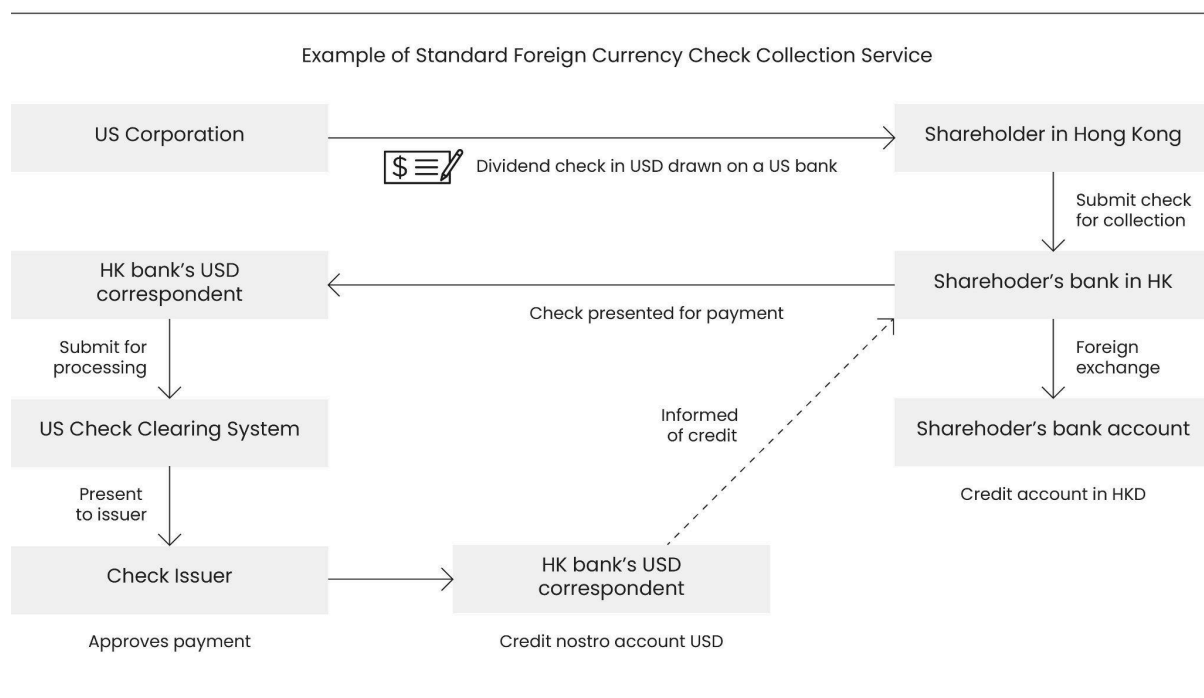 Example of Standard Foreign Currency Check Collection Service
US Corporation
Shareholder in Hong Kong
$
Dividend check in USD drawn on a US bank
Submit check
for collection
HK bank's USD
correspondent
Sharehoder's bank in HK
Check presented for payment
Submit for
processing
Foreign
exchange
Informed
of credit
US Check Clearing System
Sharehoder's bank account
Present
to issuer
Credit account in HKD
Check Issuer
HK bank's USD
correspondent
Approves payment
Credit nostro account USD